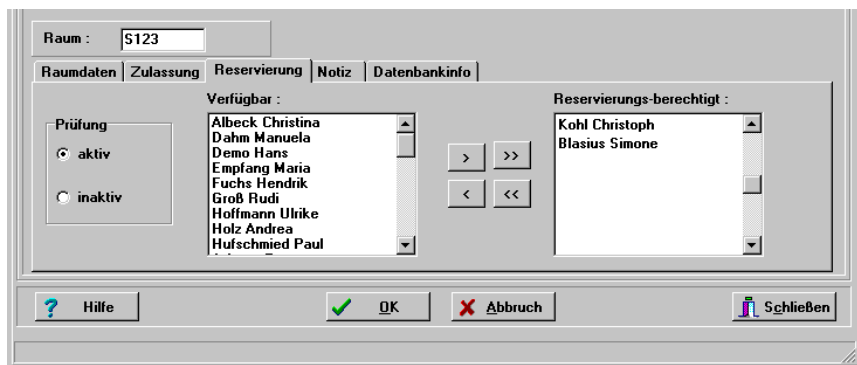 Raum : S123
Raumdaten Zulassung Reservierung Notiz Datenbankinfo
Prüfung
aktiv
inaktiv
Verfügbar :
Albeck Christina
Dahm Manuela
Demo Hans
Empfang Maria
Fuchs Hendrik
Groß Rudi
Hoffmann Ulrike
Holz Andrea
Hufschmied Paul
> >>
< <<
Reservierungs-berechtigt :
Kohl Christoph
Blasius Simone
? Hilfe OK Abbruch Schließen